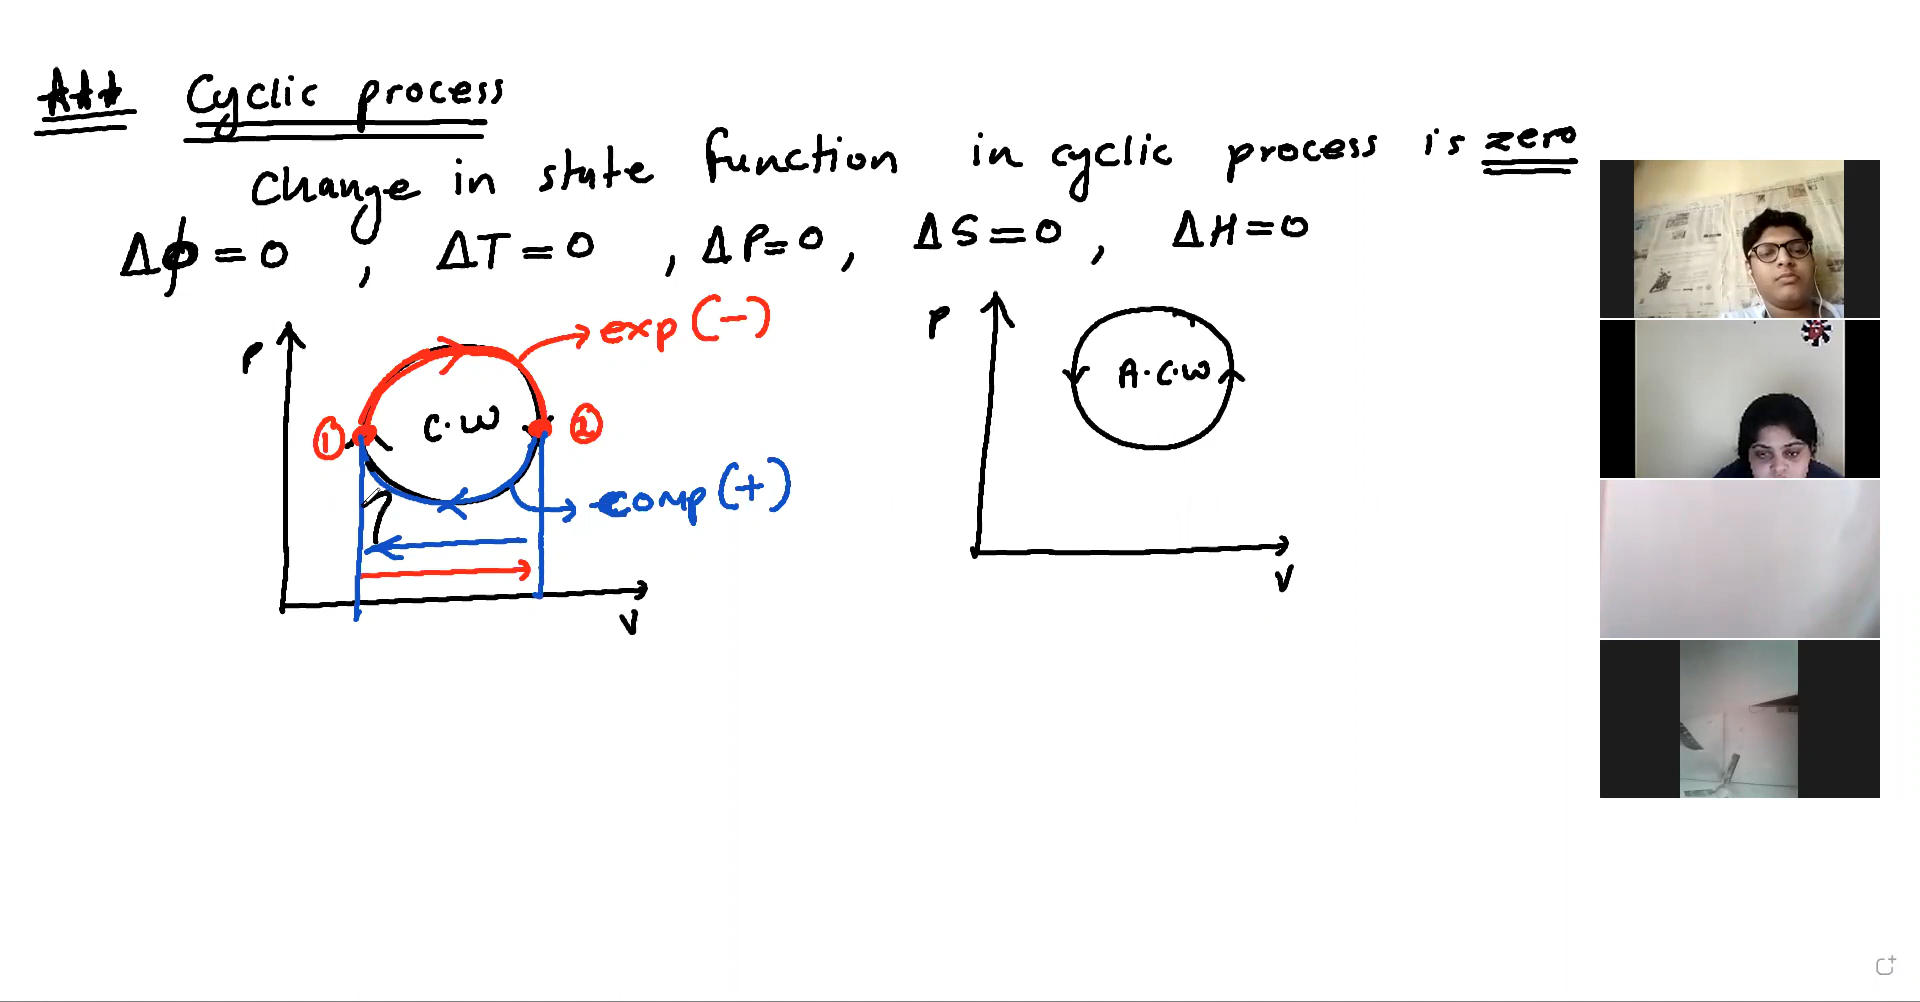 Cyclic process
Change in state function in cyclic process is zero
Δϕ = 0 , ΔT = 0 , ΔP = 0 , ΔS = 0 , ΔH = 0
P
exp (−)
① C.W ②
comp (+)
V
P
A.C.W
V